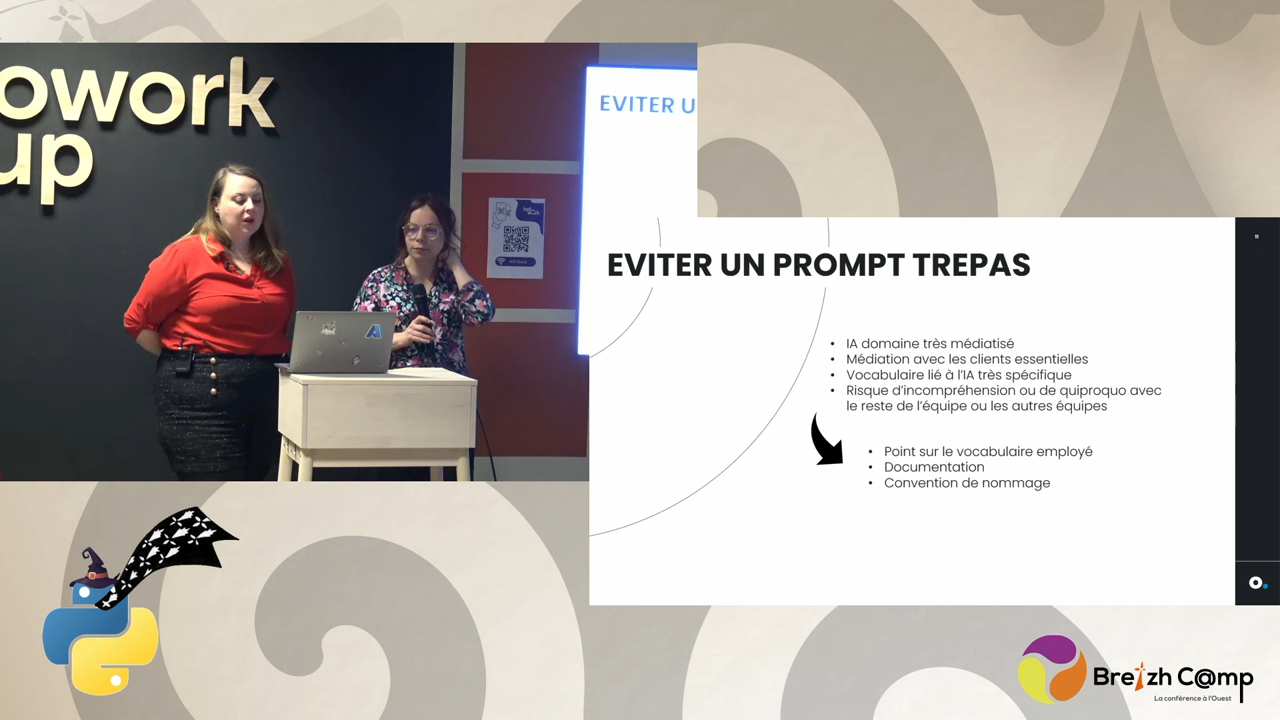 owork
up
EVITER U
EVITER UN PROMPT TREPAS
• IA domaine très médiatisé
• Médiation avec les clients essentielles
• Vocabulaire lié à l'IA très spécifique
• Risque d'incompréhension ou de quiproquo avec
le reste de l'équipe ou les autres équipes
• Point sur le vocabulaire employé
• Documentation
• Convention de nommage
Breizh C@mp
La conférence à l'Ouest